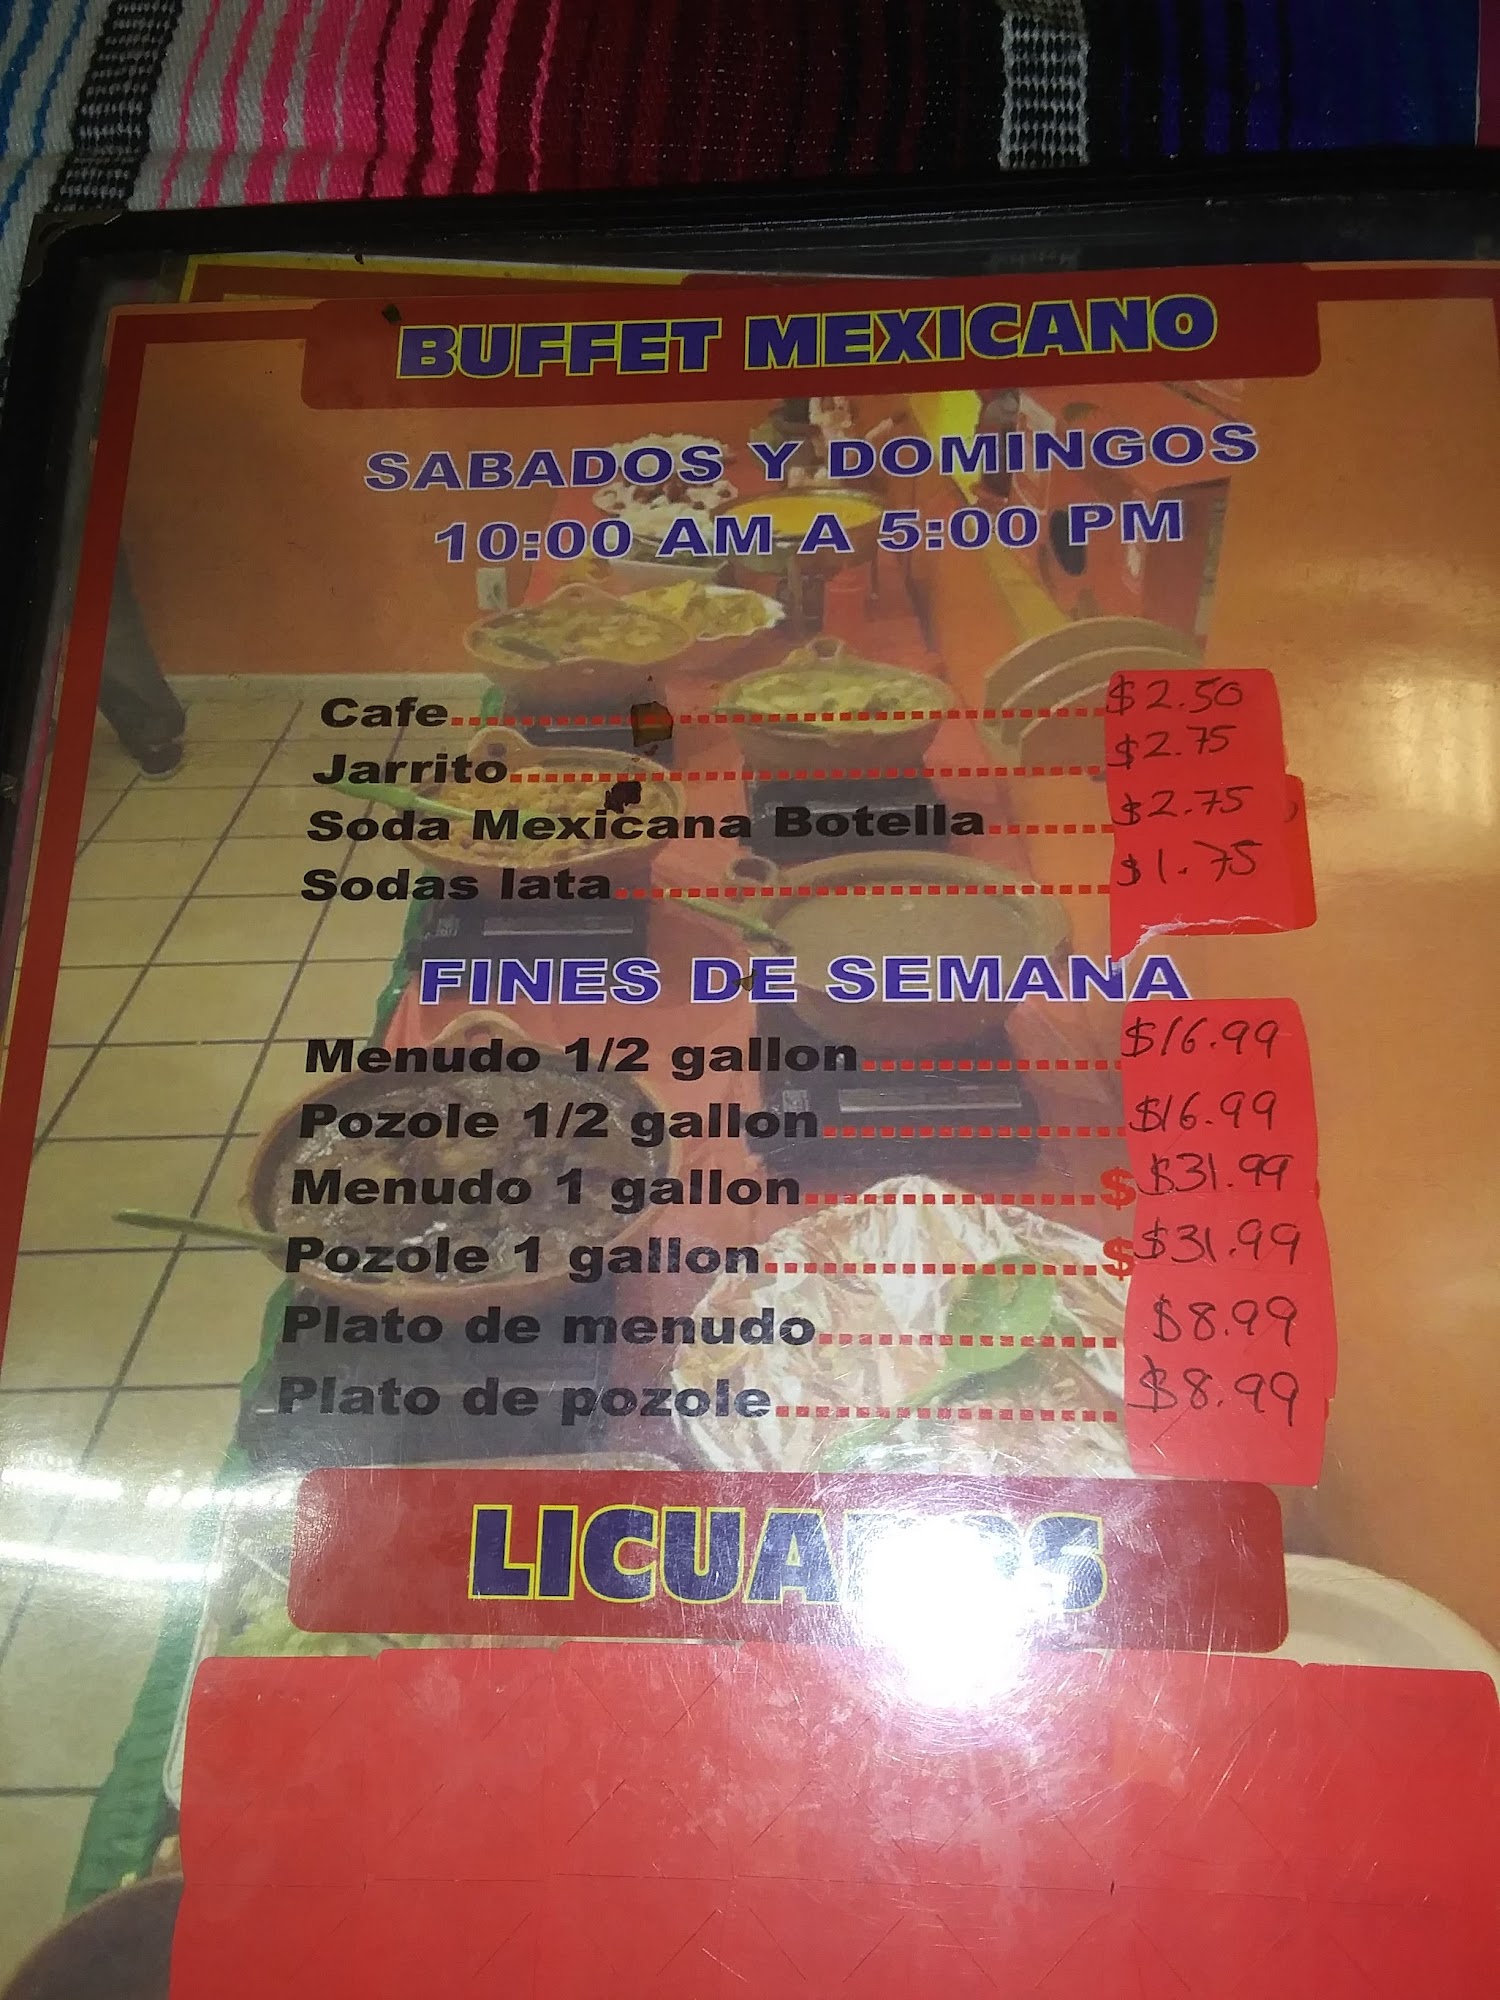 BUFFET MEXICANO
SABADOS Y DOMINGOS
10:00 AM A 5:00 PM
Cafe.......................................$2.50
Jarrito.......................................$2.75
Soda Mexicana Botella.......$2.75
Sodas lata...............................$1.75
FINES DE SEMANA
Menudo 1/2 gallon................$16.99
Pozole 1/2 gallon...................$16.99
Menudo 1 gallon..................$ $31.99
Pozole 1 gallon.....................$ $31.99
Plato de menudo...................$8.99
Plato de pozole......................$8.99